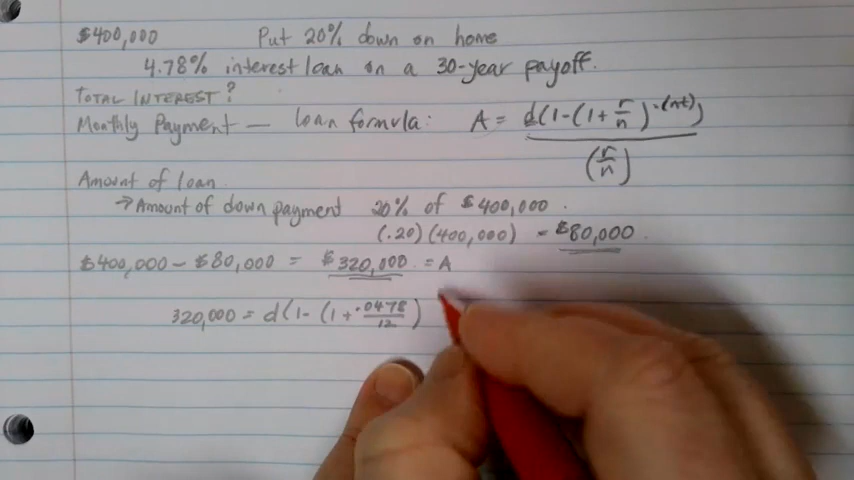 $400,000 Put 20% down on home
4.78% interest loan on a 30-year payoff.
TOTAL INTEREST?
Monthly Payment — loan formula: A = d(1-(1+r/n)^-(nt)) / (r/n)
Amount of loan.
→ Amount of down payment 20% of $400,000.
(.20)(400,000) = $80,000.
$400,000 - $80,000 = $320,000. = A
320,000 = d(1-(1+.0478/12)